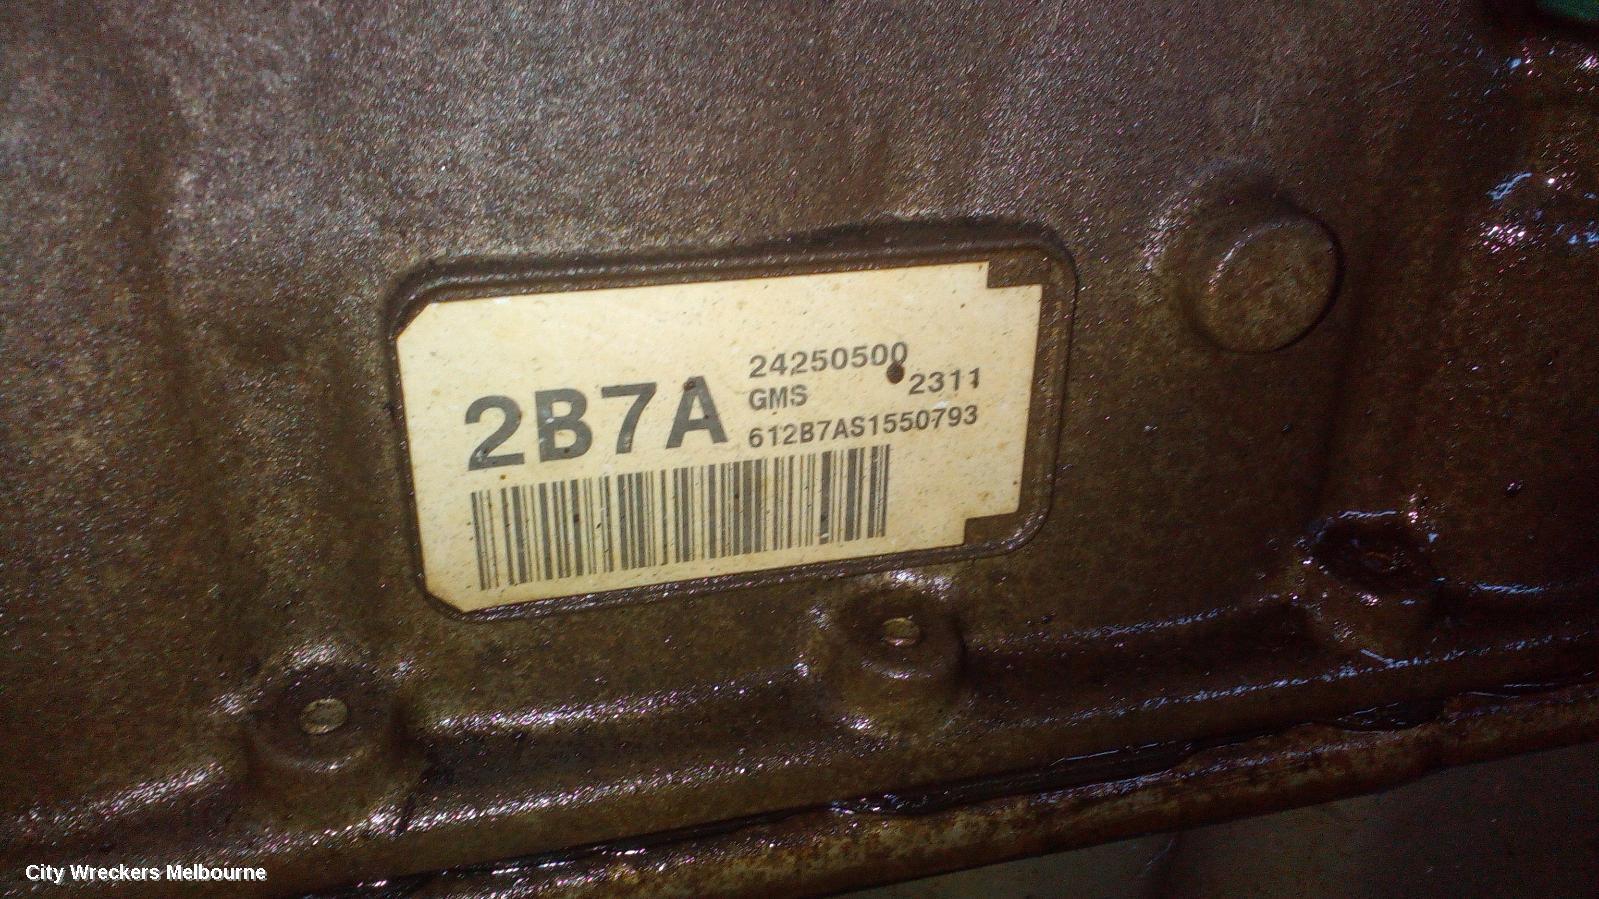 2B7A
24250500
GMS 2311
612B7AS1550793
City Wreckers Melbourne